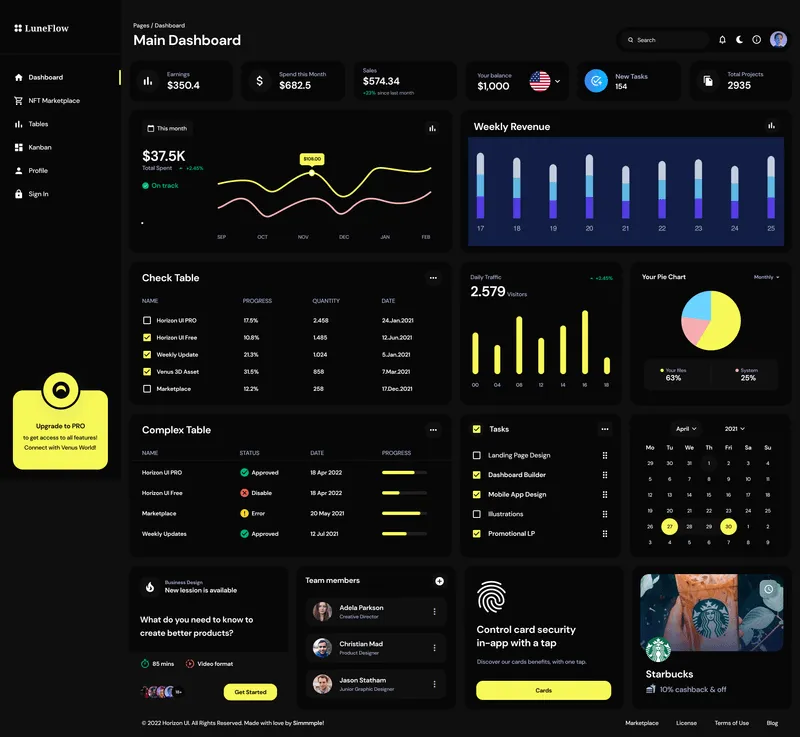 LuneFlow
Dashboard
NFT Marketplace
Tables
Kanban
Profile
Sign In
Upgrade to PRO
to get access to all features!
Connect with Venus World!
Pages / Dashboard
Main Dashboard
Search
Earnings
$350.4
Spend this Month
$682.5
Sales
$574.34
+23% since last month
Your balance
$1,000
New Tasks
154
Total Projects
2935
This month
$37.5K
Total Spent +2.45%
On track
$108.00
SEP OCT NOV DEC JAN FEB
Weekly Revenue
17 18 19 20 21 22 23 24 25
Check Table
NAME PROGRESS QUANTITY DATE
Horizon UI PRO 17.5% 2.458 24.Jan.2021
Horizon UI Free 10.8% 1.485 12.Jun.2021
Weekly Update 21.3% 1.024 5.Jan.2021
Venus 3D Asset 31.5% 858 7.Mar.2021
Marketplace 12.2% 258 17.Dec.2021
Daily Traffic +2.45%
2.579 Visitors
00 04 08 12 14 16 18
Your Pie Chart Monthly
Your files System
63% 25%
Complex Table
NAME STATUS DATE PROGRESS
Horizon UI PRO Approved 18 Apr 2022
Horizon UI Free Disable 18 Apr 2022
Marketplace Error 20 May 2021
Weekly Updates Approved 12 Jul 2021
Tasks
Landing Page Design
Dashboard Builder
Mobile App Design
Illustrations
Promotional LP
April 2021
Mo Tu We Th Fri Sa Su
29 30 31 1 2 3 4
5 6 7 8 9 10 11
12 13 14 15 16 17 18
19 20 21 22 23 24 25
26 27 28 29 30 1 2
3 4 5 6 7 8 9
Business Design
New lession is available
What do you need to know to
create better products?
85 mins Video format
Get Started
Team members
Adela Parkson
Creative Director
Christian Mad
Product Designer
Jason Statham
Junior Graphic Designer
Control card security
in-app with a tap
Discover our cards benefits, with one tap.
Cards
Starbucks
10% cashback & off
© 2022 Horizon UI. All Rights Reserved. Made with love by Simmmple!
Marketplace License Terms of Use Blog